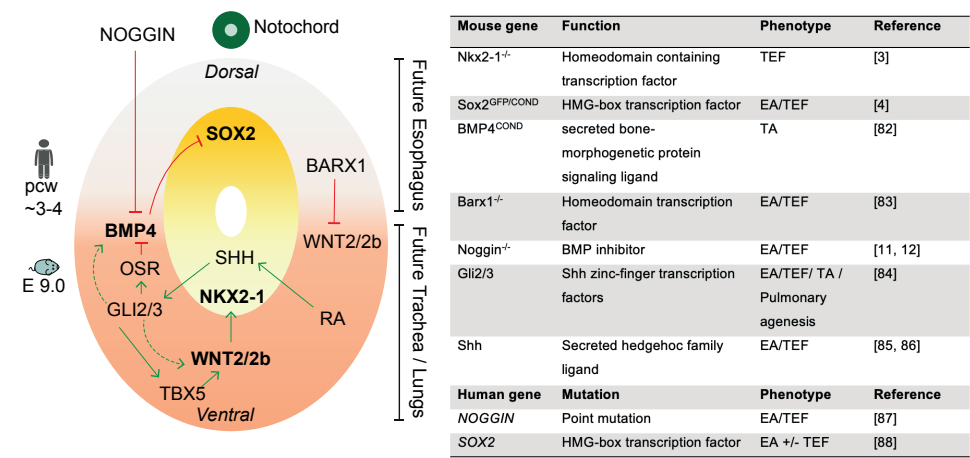 NOGGIN
Notochord
Dorsal
SOX2
BARX1
pcw
~3-4
BMP4
WNT2/2b
OSR
SHH
E 9.0
GLI2/3
NKX2-1
RA
WNT2/2b
TBX5
Ventral
Future Esophagus
Future Trachea / Lungs
Mouse gene Function Phenotype Reference
Nkx2-1-/- Homeodomain containing TEF [3]
transcription factor
Sox2GFP/COND HMG-box transcription factor EA/TEF [4]
BMP4COND secreted bone- TA [82]
morphogenetic protein
signaling ligand
Barx1-/- Homeodomain transcription EA/TEF [83]
factor
Noggin-/- BMP inhibitor EA/TEF [11, 12]
Gli2/3 Shh zinc-finger transcription EA/TEF/ TA / [84]
factors Pulmonary
agenesis
Shh Secreted hedgehoc family EA/TEF [85, 86]
ligand
Human gene Mutation Phenotype Reference
NOGGIN Point mutation EA/TEF [87]
SOX2 HMG-box transcription factor EA +/- TEF [88]